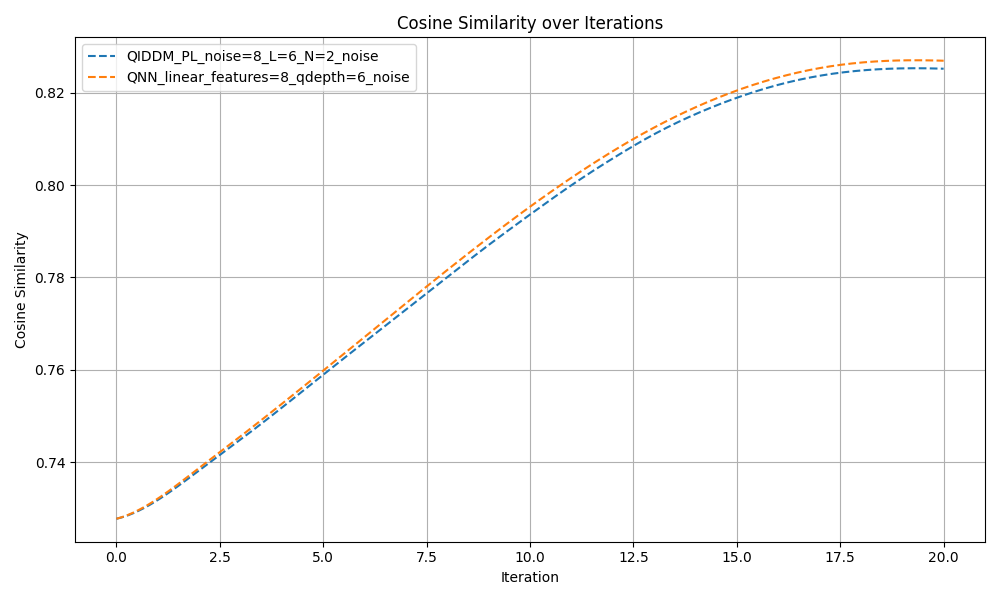 Cosine Similarity over Iterations
QIDDM_PL_noise=8_L=6_N=2_noise
QNN_linear_features=8_qdepth=6_noise
Cosine Similarity
0.82
0.80
0.78
0.76
0.74
0.0 2.5 5.0 7.5 10.0 12.5 15.0 17.5 20.0
Iteration